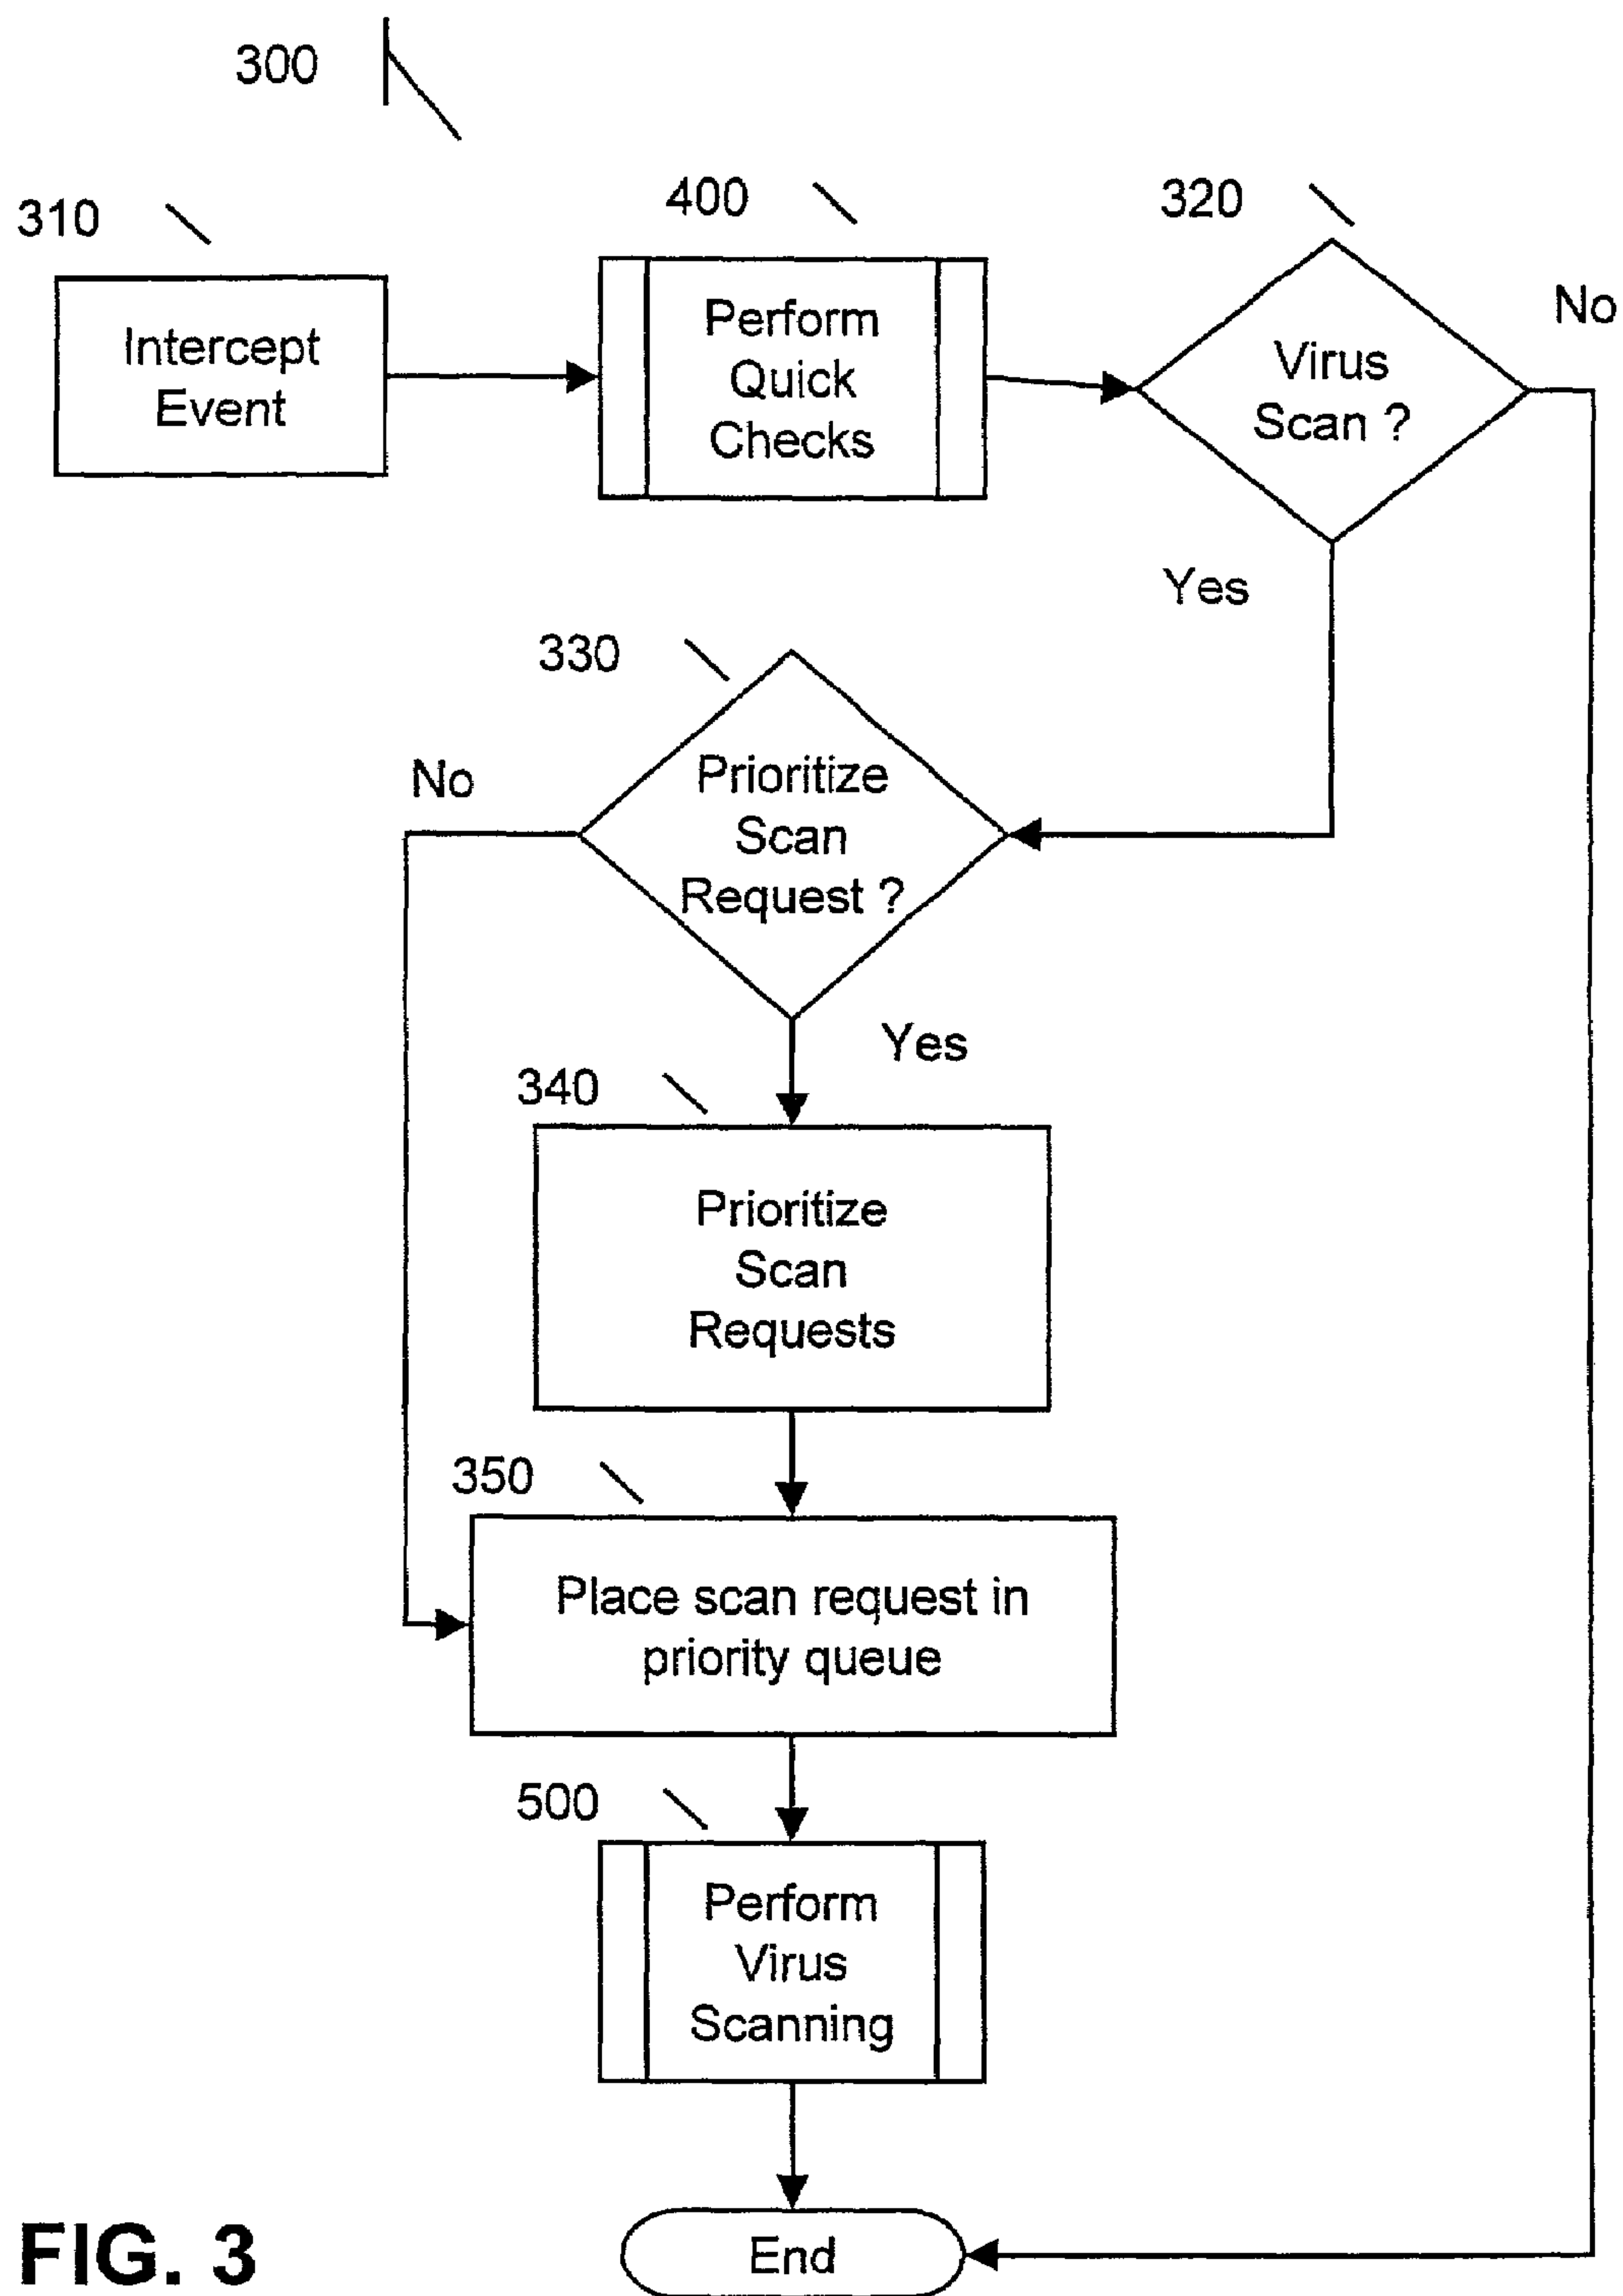 300
310
400
320
Intercept
Event
Perform
Quick
Checks
Virus
Scan ?
No
Yes
330
Prioritize
Scan
Request ?
No
Yes
340
Prioritize
Scan
Requests
350
Place scan request in
priority queue
500
Perform
Virus
Scanning
End
FIG. 3